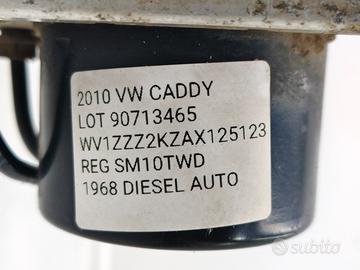 2010 VW CADDY
LOT 90713465
WV1ZZZ2KZAX125123
REG SM10TWD
1968 DIESEL AUTO
subito